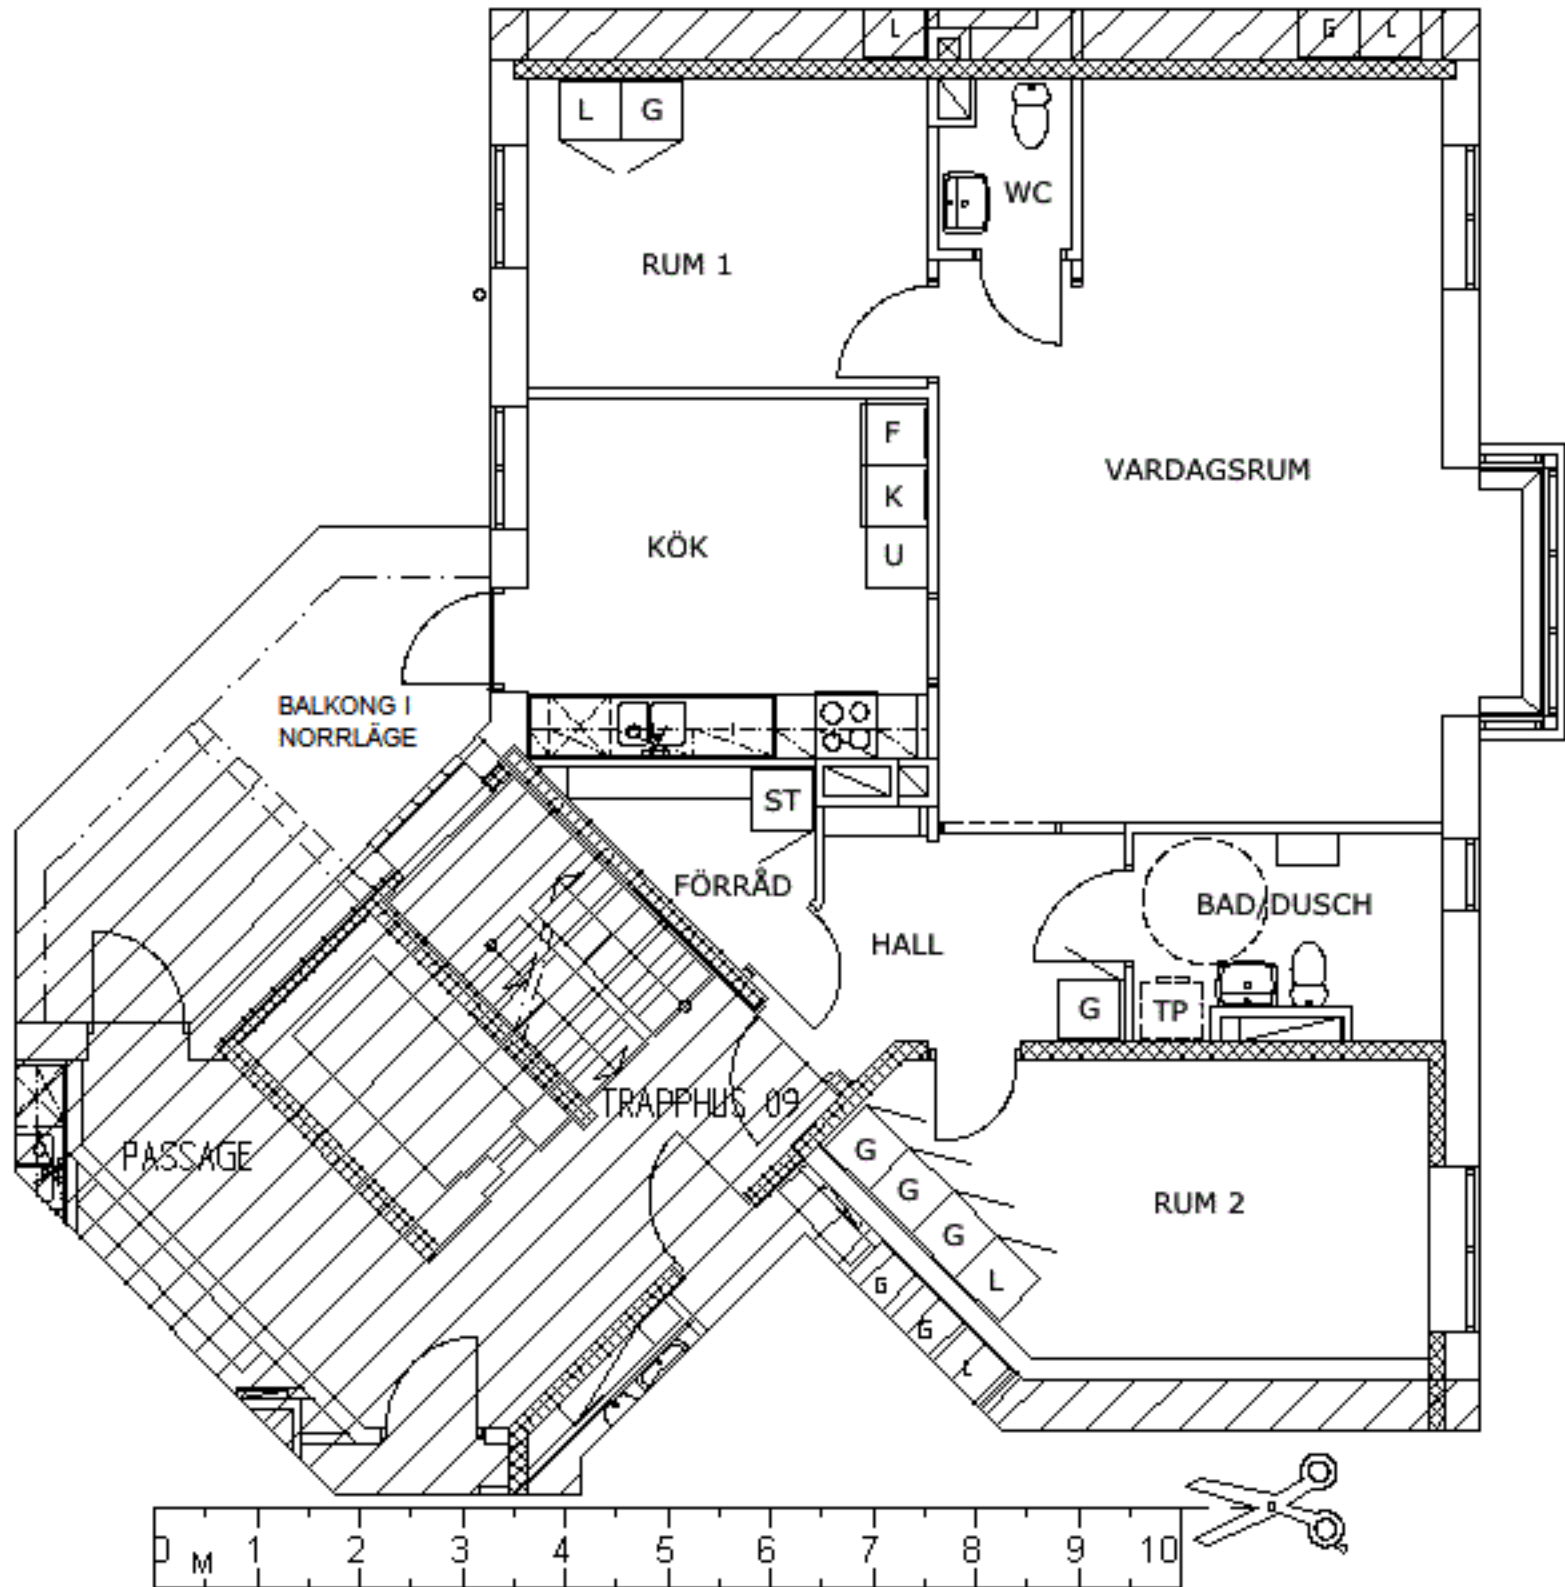 L
G L
L G
WC
RUM 1
F
K
U
VARDAGSRUM
KÖK
BALKONG I
NORRLÄGE
ST
FÖRRÅD
BAD/DUSCH
HALL
G
TP
TRAPPHUS 09
PASSAGE
G
G
G
L
RUM 2
G
G
L
0 M 1 2 3 4 5 6 7 8 9 10